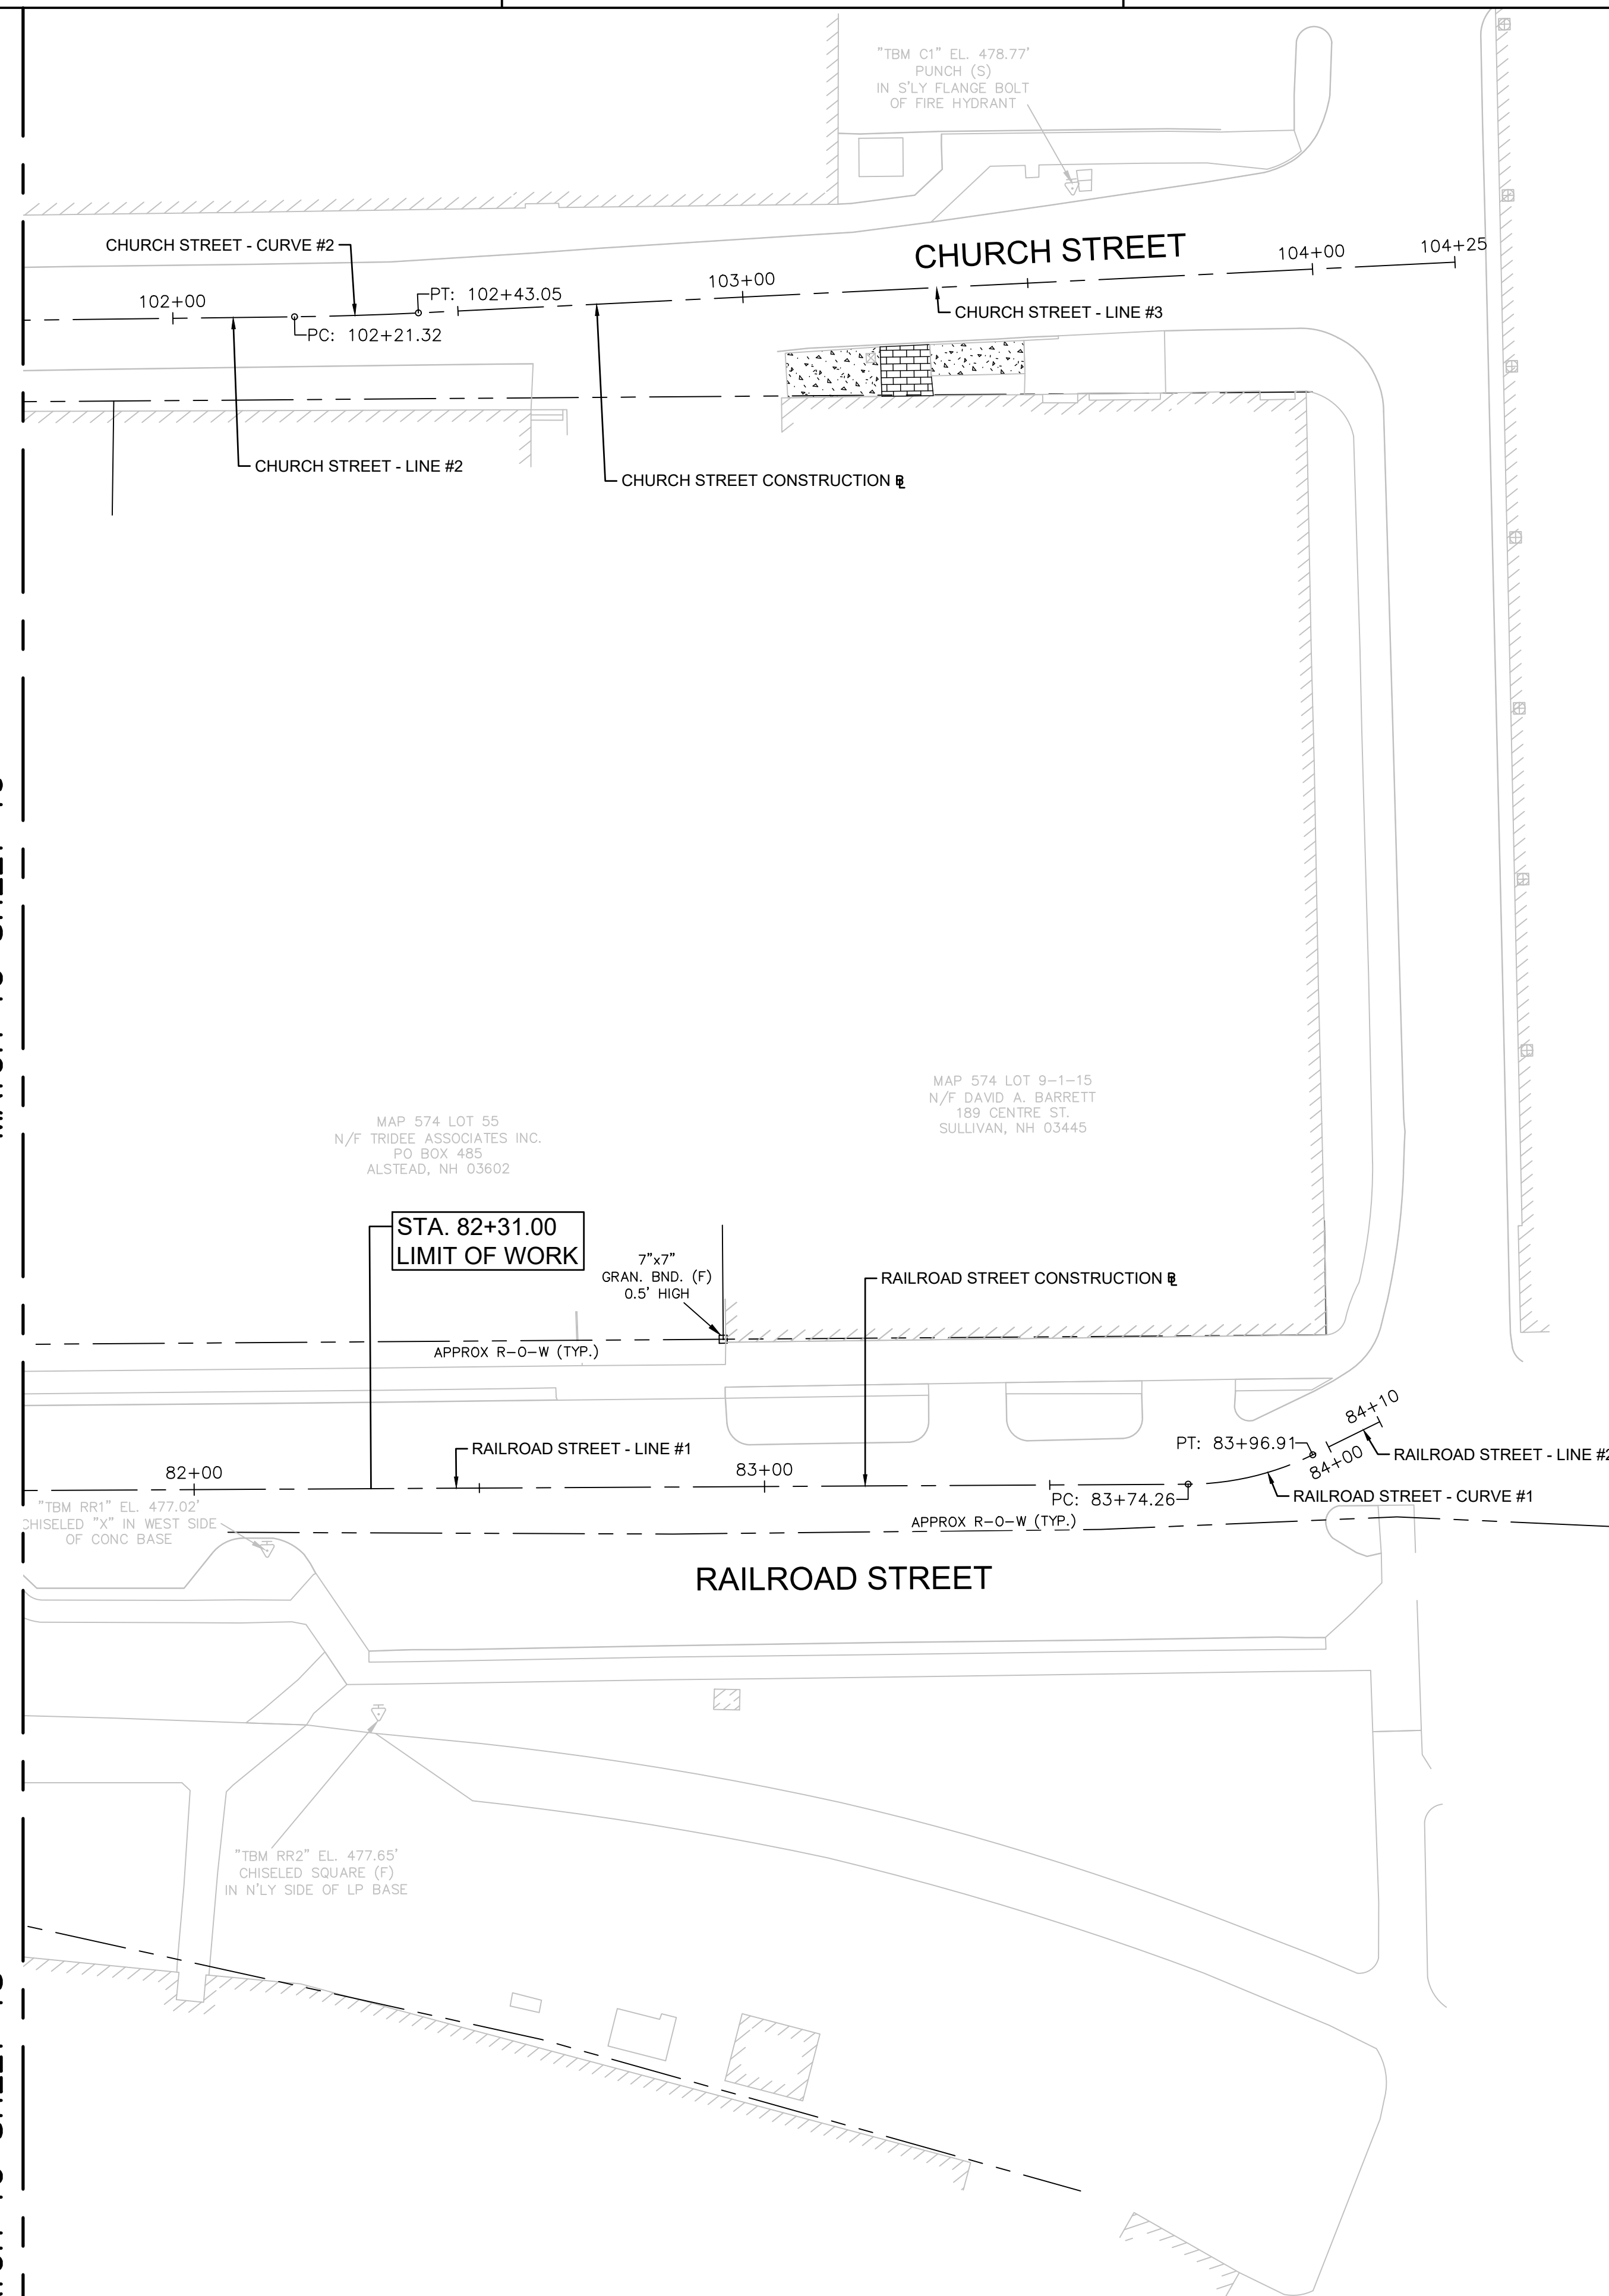 "TBM C1" EL. 478.77'
PUNCH (S)
IN S'LY FLANGE BOLT
OF FIRE HYDRANT
CHURCH STREET - CURVE #2
CHURCH STREET
104+00
104+25
102+00
PT: 102+43.05
103+00
PC: 102+21.32
CHURCH STREET - LINE #3
CHURCH STREET - LINE #2
CHURCH STREET CONSTRUCTION ℄
MAP 574 LOT 9-1-15
N/F DAVID A. BARRETT
189 CENTRE ST.
SULLIVAN, NH 03445
MAP 574 LOT 55
N/F TRIDEE ASSOCIATES INC.
PO BOX 485
ALSTEAD, NH 03602
STA. 82+31.00
LIMIT OF WORK
7"x7"
GRAN. BND. (F)
0.5' HIGH
RAILROAD STREET CONSTRUCTION ℄
APPROX R-O-W (TYP.)
84+10
PT: 83+96.91
84+00
RAILROAD STREET - LINE #2
RAILROAD STREET - LINE #1
82+00
83+00
PC: 83+74.26
RAILROAD STREET - CURVE #1
"TBM RR1" EL. 477.02'
CHISELED "X" IN WEST SIDE
OF CONC BASE
APPROX R-O-W (TYP.)
RAILROAD STREET
"TBM RR2" EL. 477.65'
CHISELED SQUARE (F)
IN N'LY SIDE OF LP BASE